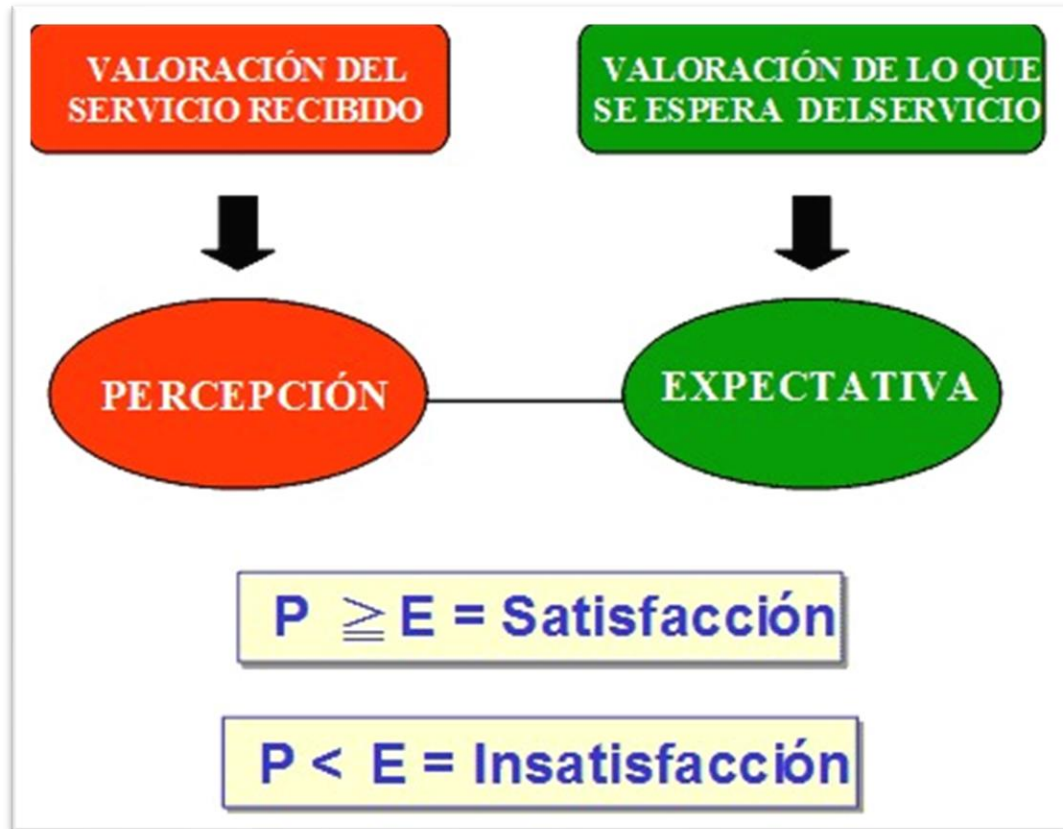 VALORACIÓN DEL
SERVICIO RECIBIDO
VALORACIÓN DE LO QUE
SE ESPERA DELSERVICIO
PERCEPCIÓN
EXPECTATIVA
P ≧ E = Satisfacción
P < E = Insatisfacción